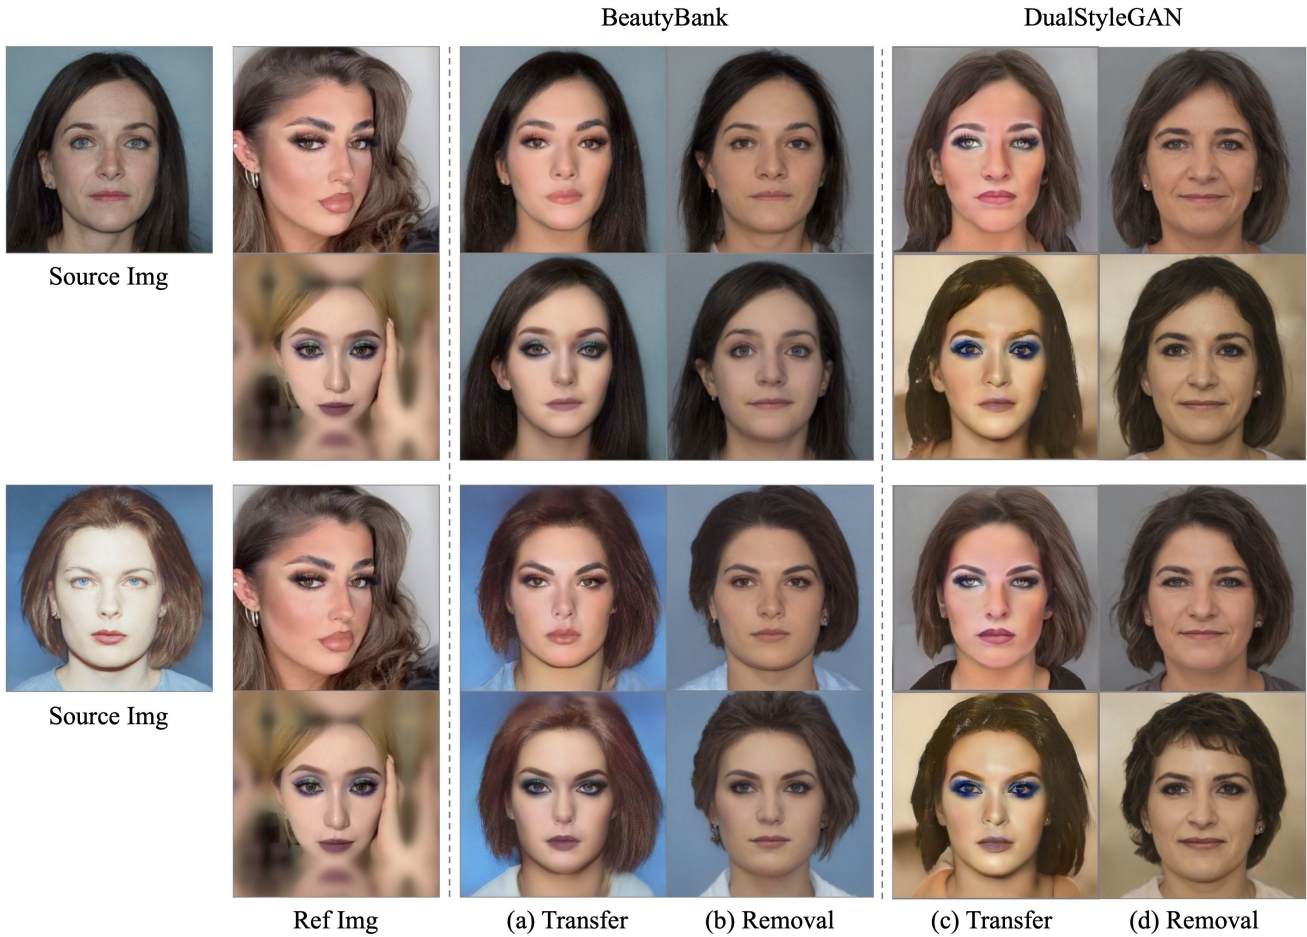 BeautyBank
DualStyleGAN
Source Img
Source Img
Ref Img
(a) Transfer
(b) Removal
(c) Transfer
(d) Removal